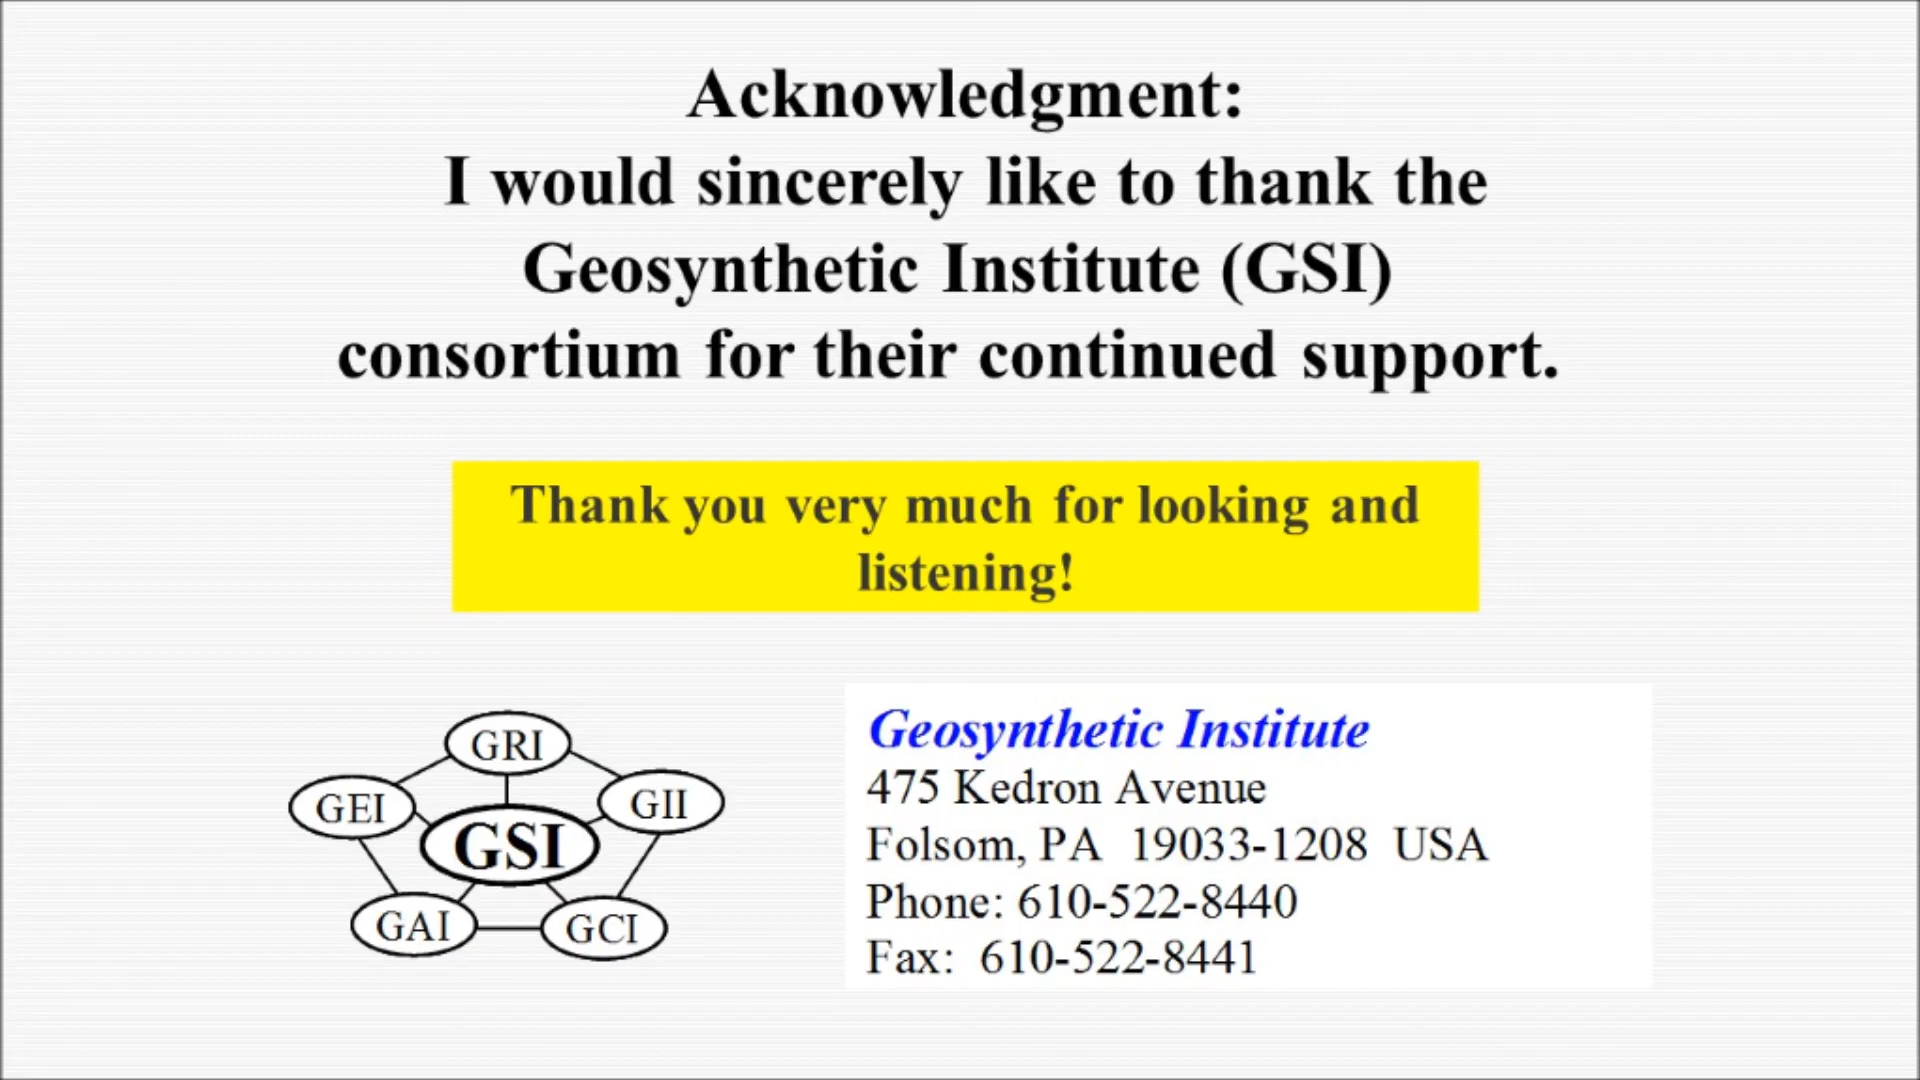 Acknowledgment:
I would sincerely like to thank the
Geosynthetic Institute (GSI)
consortium for their continued support.
Thank you very much for looking and
listening!
GRI
GEI
GII
GSI
GAI
GCI
Geosynthetic Institute
475 Kedron Avenue
Folsom, PA 19033-1208 USA
Phone: 610-522-8440
Fax: 610-522-8441